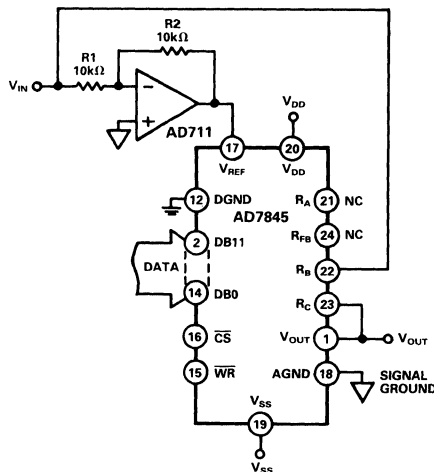 R2
10kΩ
R1
10kΩ
VIN
−
+
AD711
VDD
17
20
VREF
VDD
12
DGND
AD7845
RA
21
NC
RFB
24
NC
2
DB11
DATA
RB
22
14
DB0
RC
23
16
CS
VOUT
1
VOUT
15
WR
AGND
18
SIGNAL
GROUND
VSS
19
VSS